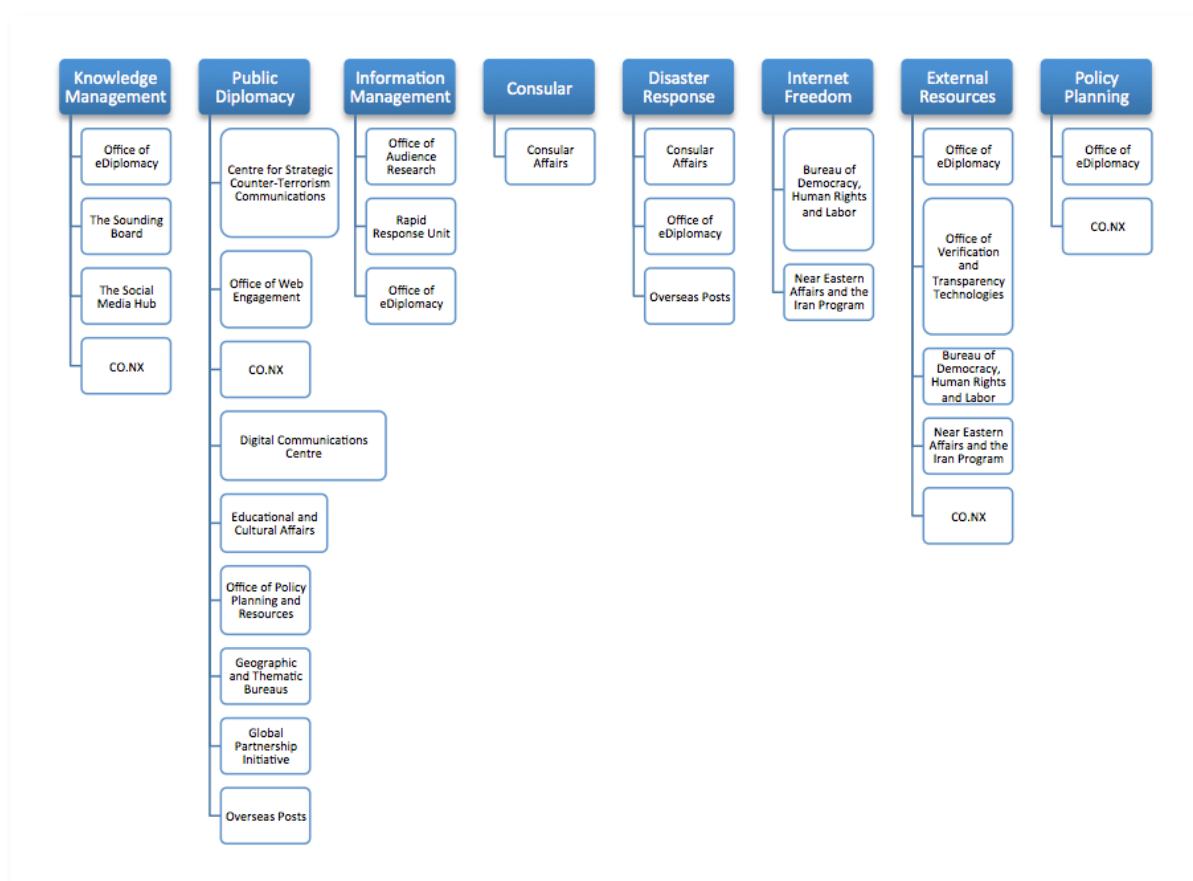 Knowledge
Management
Office of
eDiplomacy
The Sounding
Board
The Social
Media Hub
CO.NX
Public
Diplomacy
Centre for Strategic
Counter-Terrorism
Communications
Office of Web
Engagement
CO.NX
Digital Communications
Centre
Educational and
Cultural Affairs
Office of Policy
Planning and
Resources
Geographic
and Thematic
Bureaus
Global
Partnership
Initiative
Overseas Posts
Information
Management
Office of
Audience
Research
Rapid
Response Unit
Office of
eDiplomacy
Consular
Consular
Affairs
Disaster
Response
Consular
Affairs
Office of
eDiplomacy
Overseas Posts
Internet
Freedom
Bureau of
Democracy,
Human Rights
and Labor
Near Eastern
Affairs and the
Iran Program
External
Resources
Office of
eDiplomacy
Office of
Verification
and
Transparency
Technologies
Bureau of
Democracy,
Human Rights
and Labor
Near Eastern
Affairs and the
Iran Program
CO.NX
Policy
Planning
Office of
eDiplomacy
CO.NX